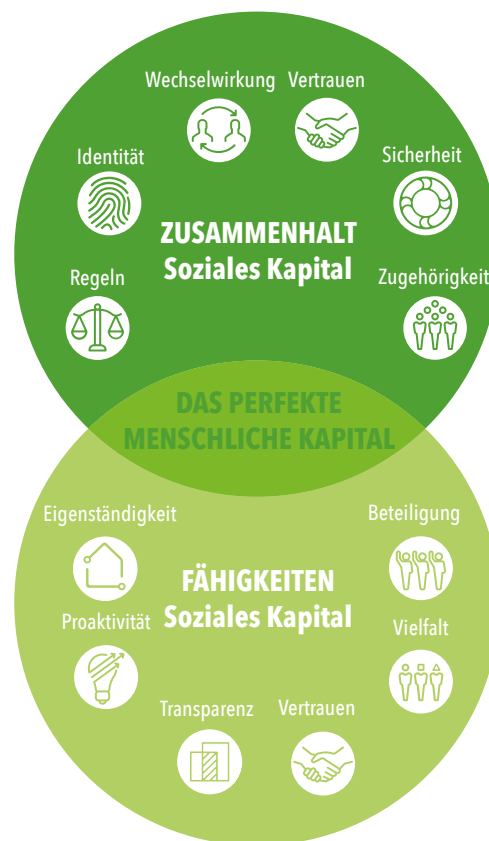 Wechselwirkung Vertrauen
Identität
Sicherheit
ZUSAMMENHALT
Soziales Kapital
Regeln
Zugehörigkeit
DAS PERFEKTE
MENSCHLICHE KAPITAL
Eigenständigkeit
Beteiligung
FÄHIGKEITEN
Soziales Kapital
Proaktivität
Vielfalt
Transparenz
Vertrauen